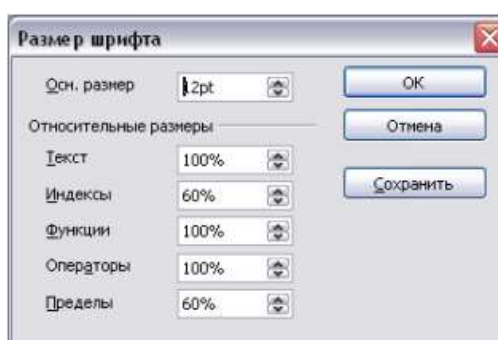 Размер шрифта
Осн. размер 12pt OK
Относительные размеры Отмена
Текст 100%
Индексы 60% Сохранить
Функции 100%
Операторы 100%
Пределы 60%